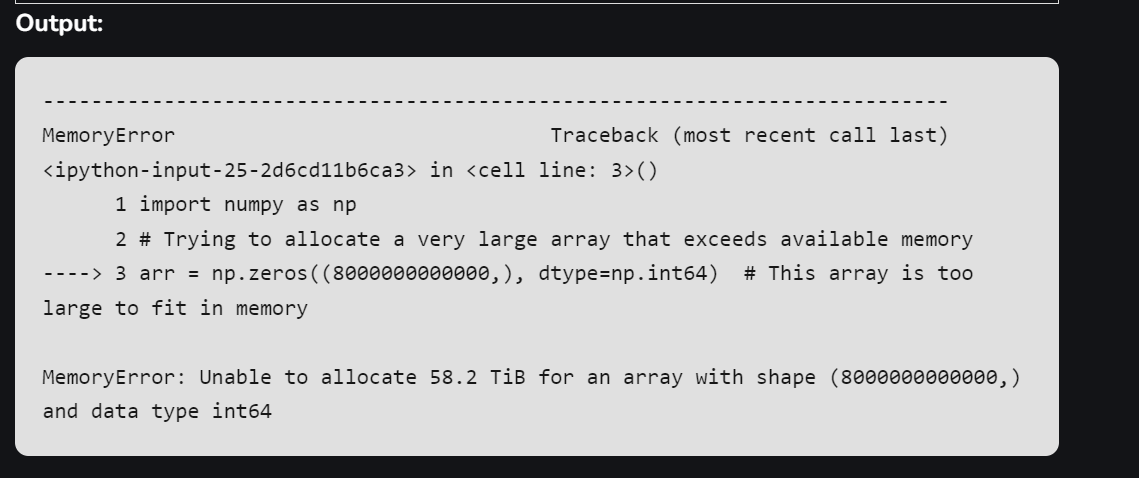 Output:
---------------------------------------------------------------------------
MemoryError                               Traceback (most recent call last)
<ipython-input-25-2d6cd11b6ca3> in <cell line: 3>()
      1 import numpy as np
      2 # Trying to allocate a very large array that exceeds available memory
----> 3 arr = np.zeros((8000000000000,), dtype=np.int64)  # This array is too
large to fit in memory
MemoryError: Unable to allocate 58.2 TiB for an array with shape (8000000000000,)
and data type int64